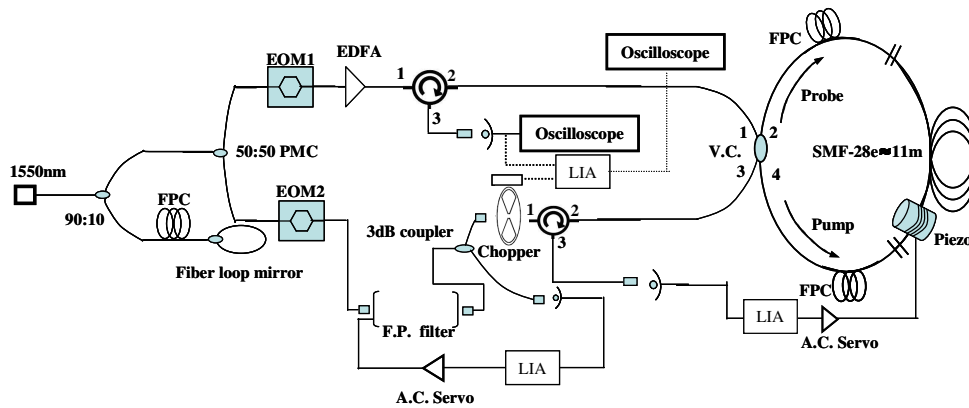 FPC
EDFA
EOM1
Oscilloscope
1
2
Probe
3
Oscilloscope
1
2
50:50 PMC
V.C.
SMF-28e≈11m
1550nm
LIA
3
4
EOM2
FPC
90:10
1
2
3dB coupler
Pump
Chopper
3
Piezo
Fiber loop mirror
FPC
F.P. filter
LIA
A.C. Servo
LIA
A.C. Servo